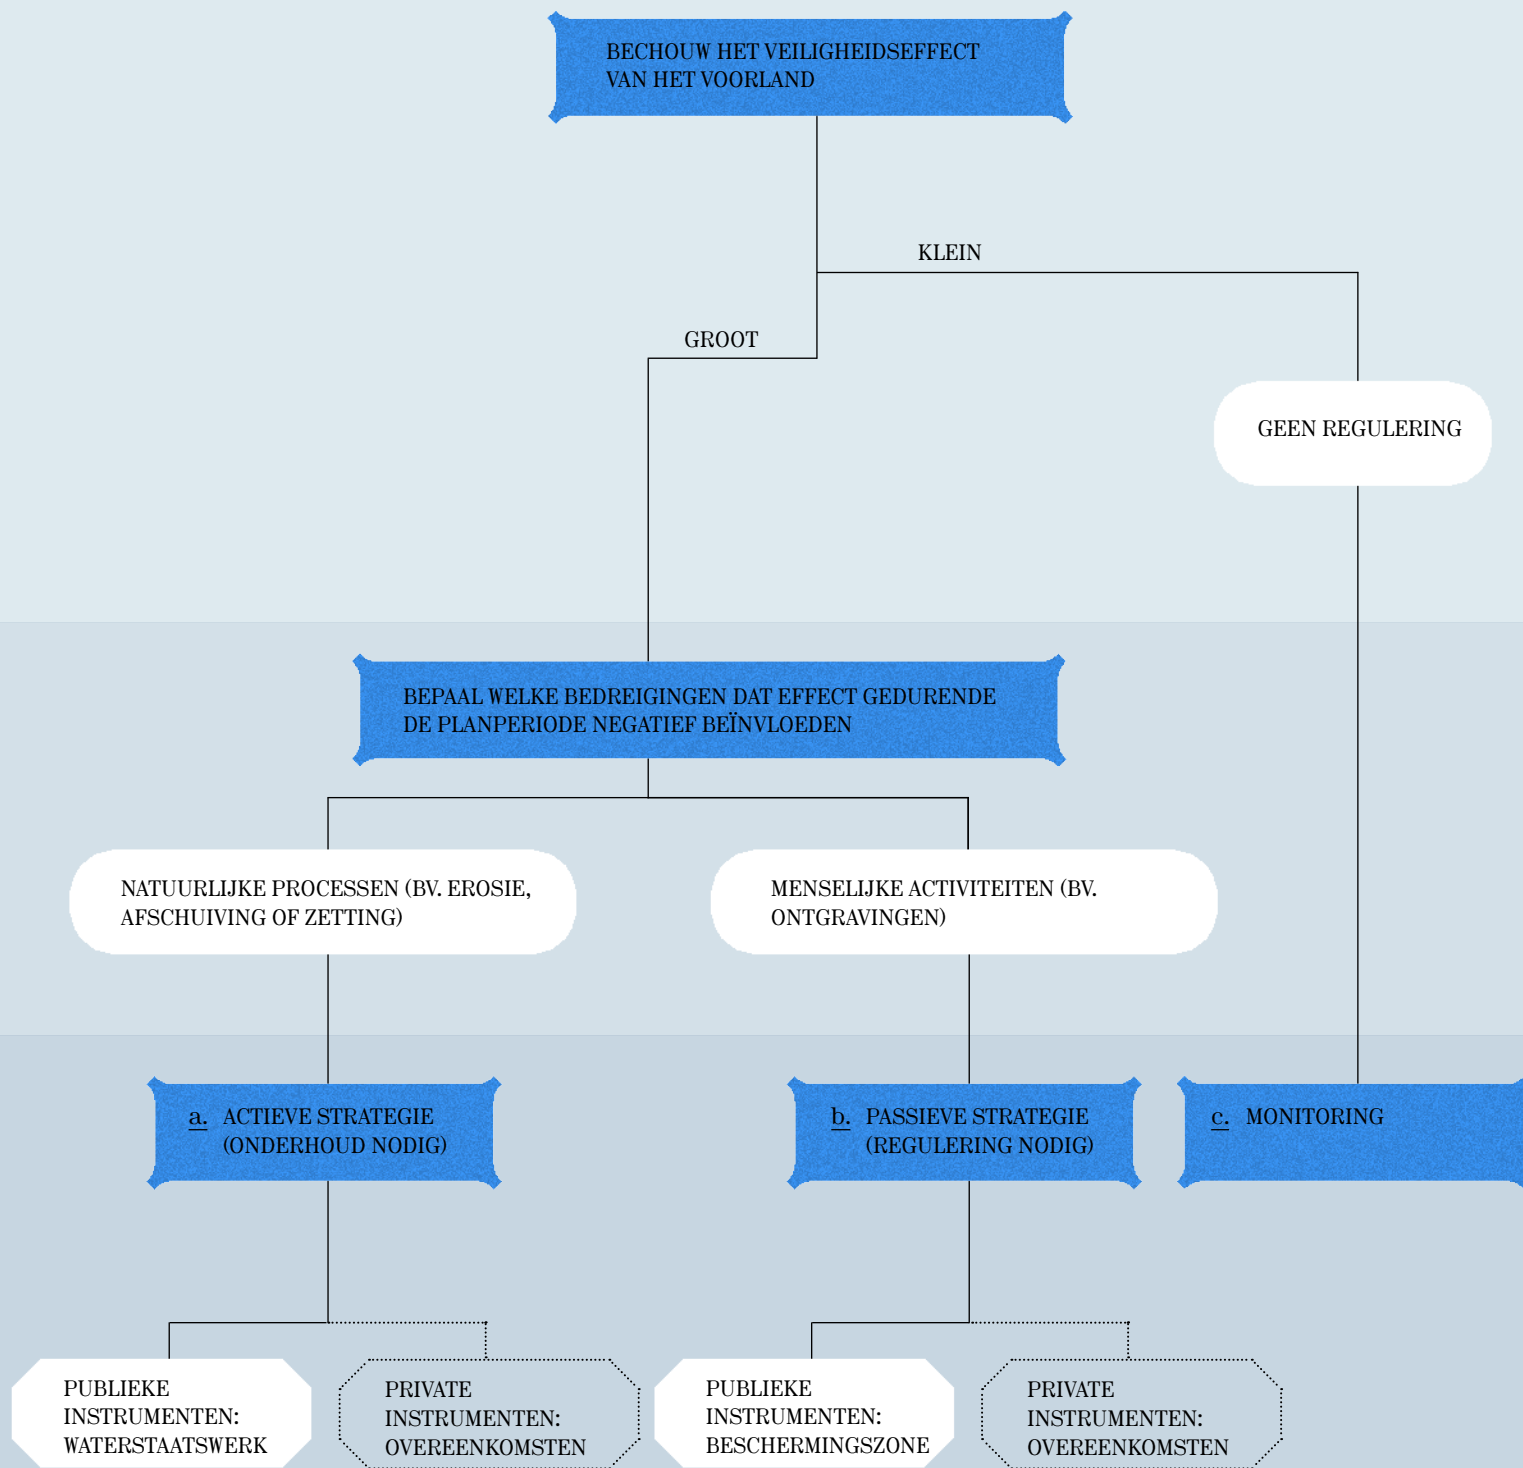 BECHOUW HET VEILIGHEIDSEFFECT
VAN HET VOORLAND
KLEIN
GROOT
GEEN REGULERING
BEPAAL WELKE BEDREIGINGEN DAT EFFECT GEDURENDE
DE PLANPERIODE NEGATIEF BEÏNVLOEDEN
NATUURLIJKE PROCESSEN (BV. EROSIE,
AFSCHUIVING OF ZETTING)
MENSELIJKE ACTIVITEITEN (BV.
ONTGRAVINGEN)
a. ACTIEVE STRATEGIE
(ONDERHOUD NODIG)
b. PASSIEVE STRATEGIE
(REGULERING NODIG)
c. MONITORING
PUBLIEKE
INSTRUMENTEN:
WATERSTAATSWERK
PRIVATE
INSTRUMENTEN:
OVEREENKOMSTEN
PUBLIEKE
INSTRUMENTEN:
BESCHERMINGSZONE
PRIVATE
INSTRUMENTEN:
OVEREENKOMSTEN